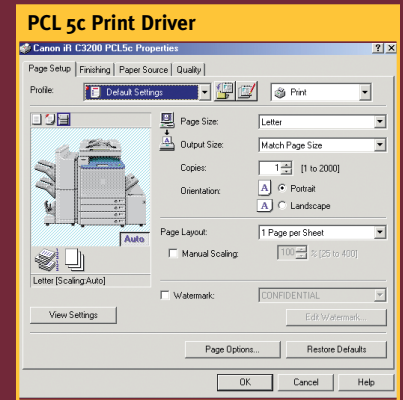 PCL 5c Print Driver
Canon iR C3200 PCL5c Properties
Page Setup Finishing Paper Source Quality
Profile: Default Settings Print
Page Size: Letter
Output Size: Match Page Size
Copies: 1 [1 to 2000]
Orientation: A Portrait
A Landscape
Auto
Page Layout: 1 Page per Sheet
Manual Scaling: 100 % [25 to 400]
Letter [Scaling:Auto]
Watermark: CONFIDENTIAL
View Settings Edit Watermark...
Page Options... Restore Defaults
OK Cancel Help